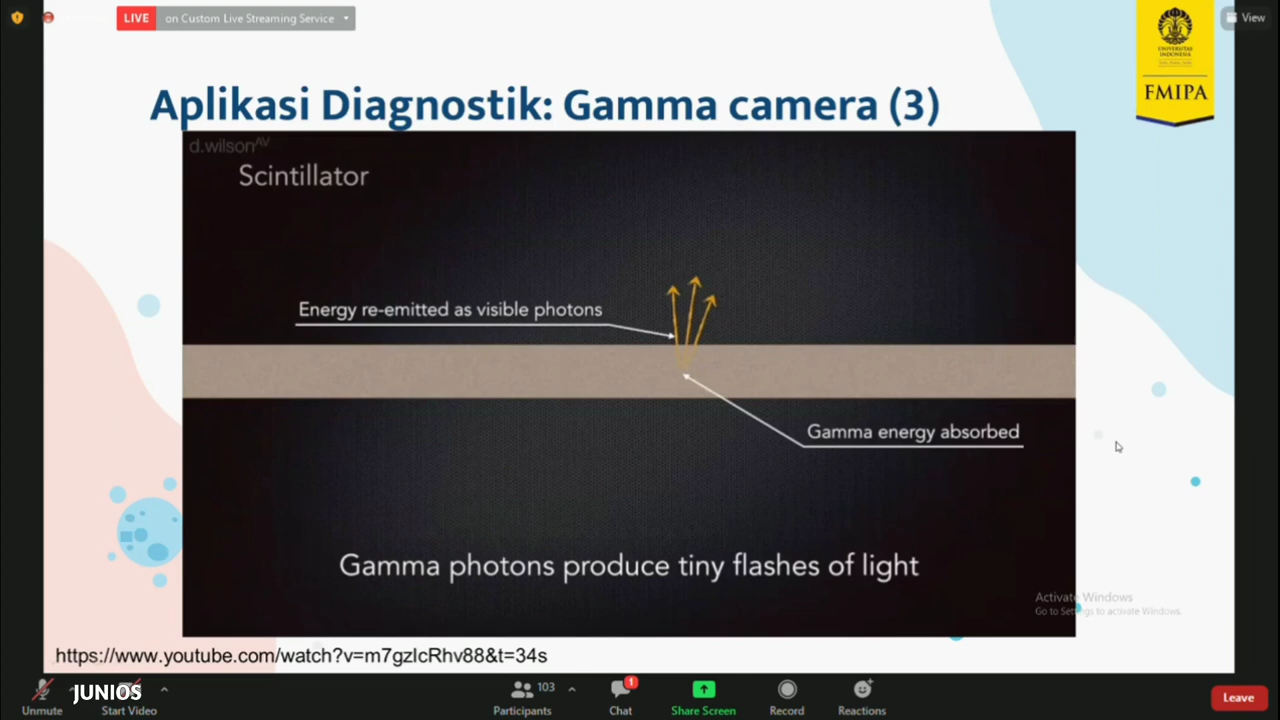 LIVE on Custom Live Streaming Service
View
UNIVERSITAS
INDONESIA
FMIPA
Aplikasi Diagnostik: Gamma camera (3)
d.wilsonAV
Scintillator
Energy re-emitted as visible photons
Gamma energy absorbed
Gamma photons produce tiny flashes of light
Activate Windows
Go to Settings to activate Windows.
https://www.youtube.com/watch?v=m7gzIcRhv88&t=34s
JUNIOS
103
1
Unmute
Start Video
Participants
Chat
Share Screen
Record
Reactions
Leave